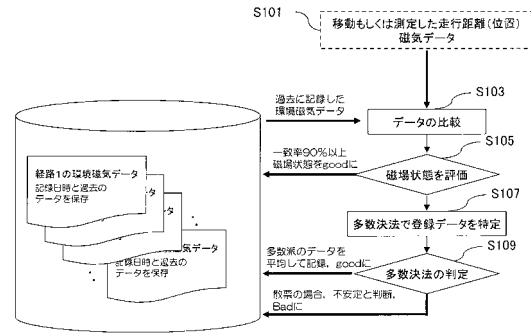 S101
移動もしくは測定した走行距離(位置)
磁気データ
過去に記録した
環境磁気データ
S103
データの比較
一致率90%以上
磁場状態をgoodに
S105
磁場状態を評価
経路1の環境磁気データ
記録日時と過去の
データを保存
タ
タ
気データ
記録日時と過去の
データを保存
S107
多数決法で登録データを特定
多数派のデータを
平均して記録, goodに
S109
多数決法の判定
散票の場合, 不安定と判断,
Badに